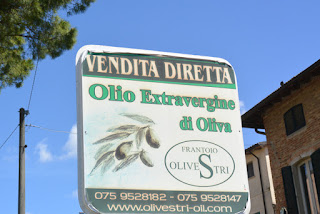 VENDITA DIRETTA
Olio Extravergine
di Oliva
FRANTOIO
OLIVESTRI
075 9528182 - 075 9528147
www.olivestri-oil.com